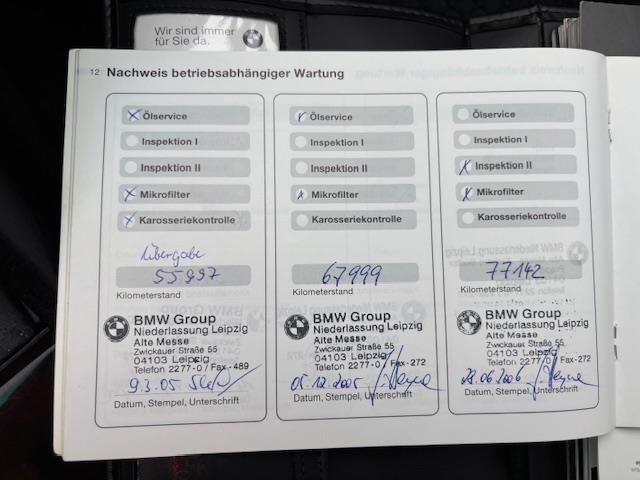 Wir sind immer
für Sie da.
12 Nachweis betriebsabhängiger Wartung
Ölservice
Inspektion I
Inspektion II
Mikrofilter
Karosseriekontrolle
Übergabe
55997
Kilometerstand
BMW Group
Niederlassung Leipzig
Alte Messe
Zwickauer Straße 55
04103 Leipzig
Telefon 2277-0 / Fax -489
9.3.05
Datum, Stempel, Unterschrift
Ölservice
Inspektion I
Inspektion II
Mikrofilter
Karosseriekontrolle
67999
Kilometerstand
BMW Group
Niederlassung Leipzig
Alte Messe
Zwickauer Straße 55
04103 Leipzig
Telefon 2277-0 / Fax -272
05.12.2005
Datum, Stempel, Unterschrift
Ölservice
Inspektion I
Inspektion II
Mikrofilter
Karosseriekontrolle
77142
Kilometerstand
BMW Group
Niederlassung Leipzig
Alte Messe
Zwickauer Straße 55
04103 Leipzig
Telefon 2277-0 / Fax -272
28.06.2006
Datum, Stempel, Unterschrift